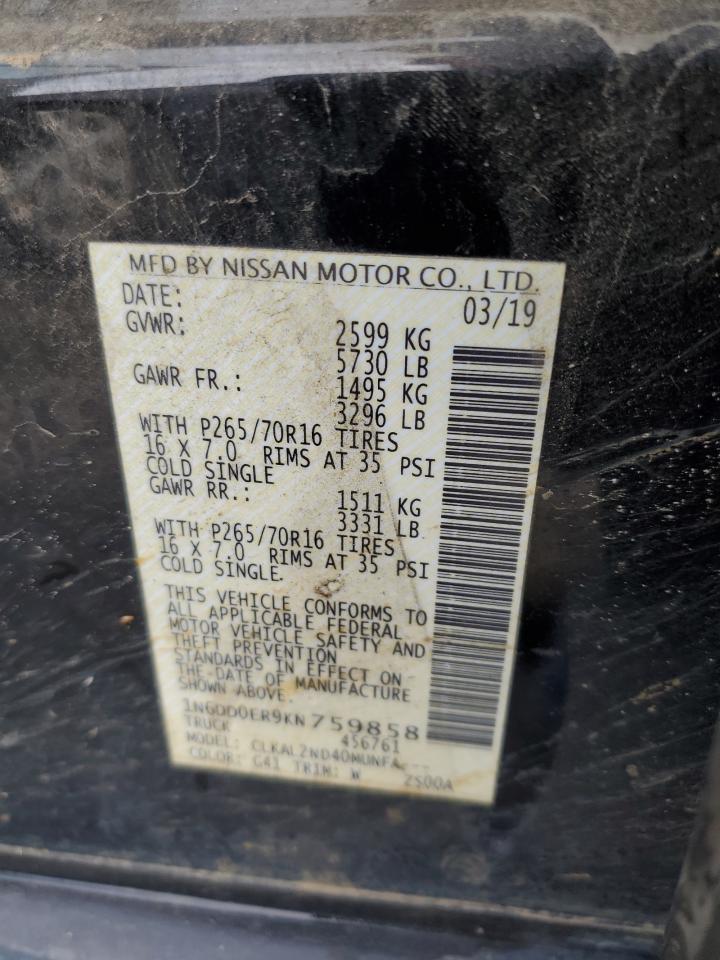 MFD BY NISSAN MOTOR CO., LTD.
DATE: 03/19
GVWR: 2599 KG
5730 LB
GAWR FR.: 1495 KG
3296 LB
WITH P265/70R16 TIRES
16 X 7.0 RIMS AT 35 PSI
COLD SINGLE
GAWR RR.: 1511 KG
3331 LB
WITH P265/70R16 TIRES
16 X 7.0 RIMS AT 35 PSI
COLD SINGLE.
THIS VEHICLE CONFORMS TO
ALL APPLICABLE FEDERAL
MOTOR VEHICLE SAFETY AND
THEFT PREVENTION
STANDARDS IN EFFECT ON
THE DATE OF MANUFACTURE
SHOWN ABOVE.
759858
TRUCK 456761
MODEL:
COLOR: G41 TRIM: W